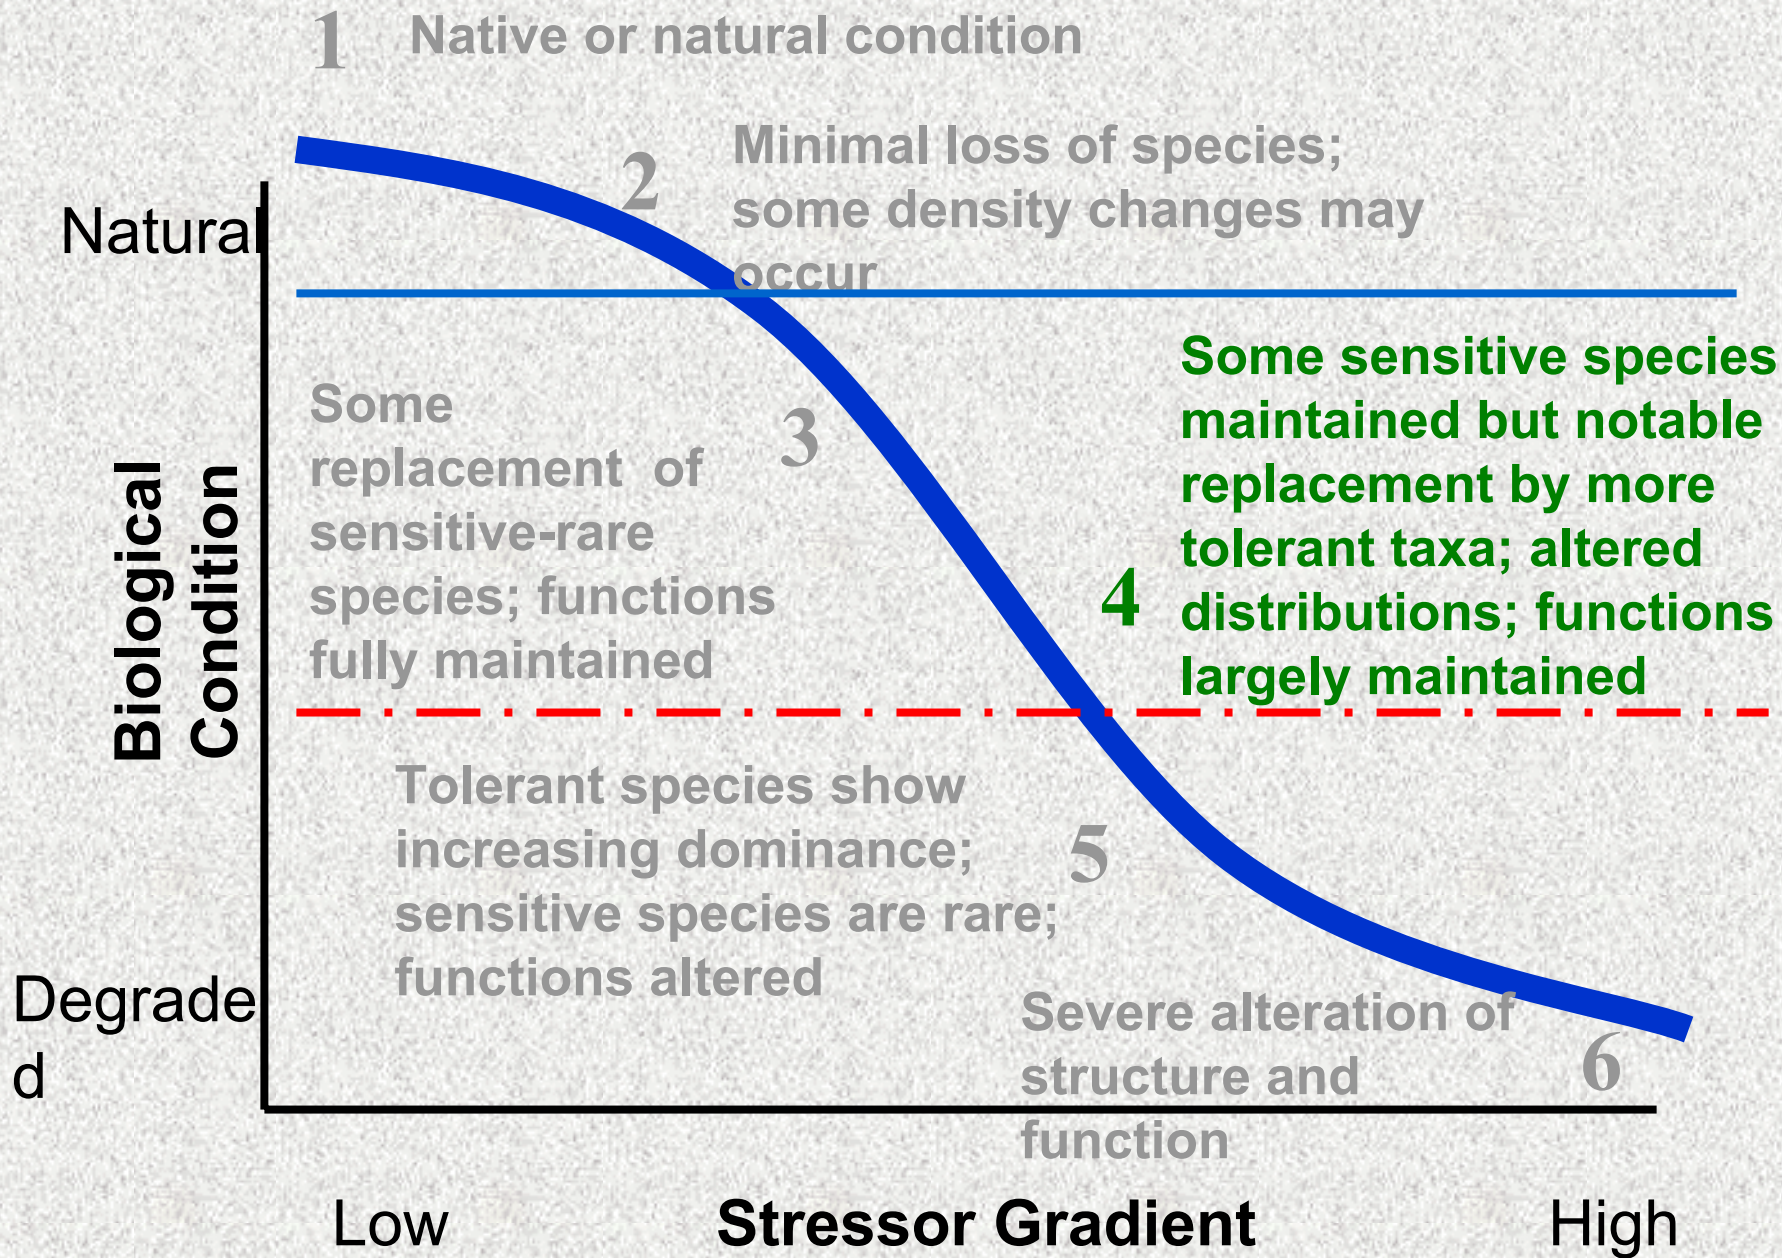 1 Native or natural condition
2 Minimal loss of species;
some density changes may
occur
Natural
Some
replacement of
sensitive-rare
species; functions
fully maintained
3
4 Some sensitive species
maintained but notable
replacement by more
tolerant taxa; altered
distributions; functions
largely maintained
Biological
Condition
Tolerant species show
increasing dominance;
sensitive species are rare;
functions altered
5
Degrade
d
Severe alteration of
structure and
function
6
Low Stressor Gradient High